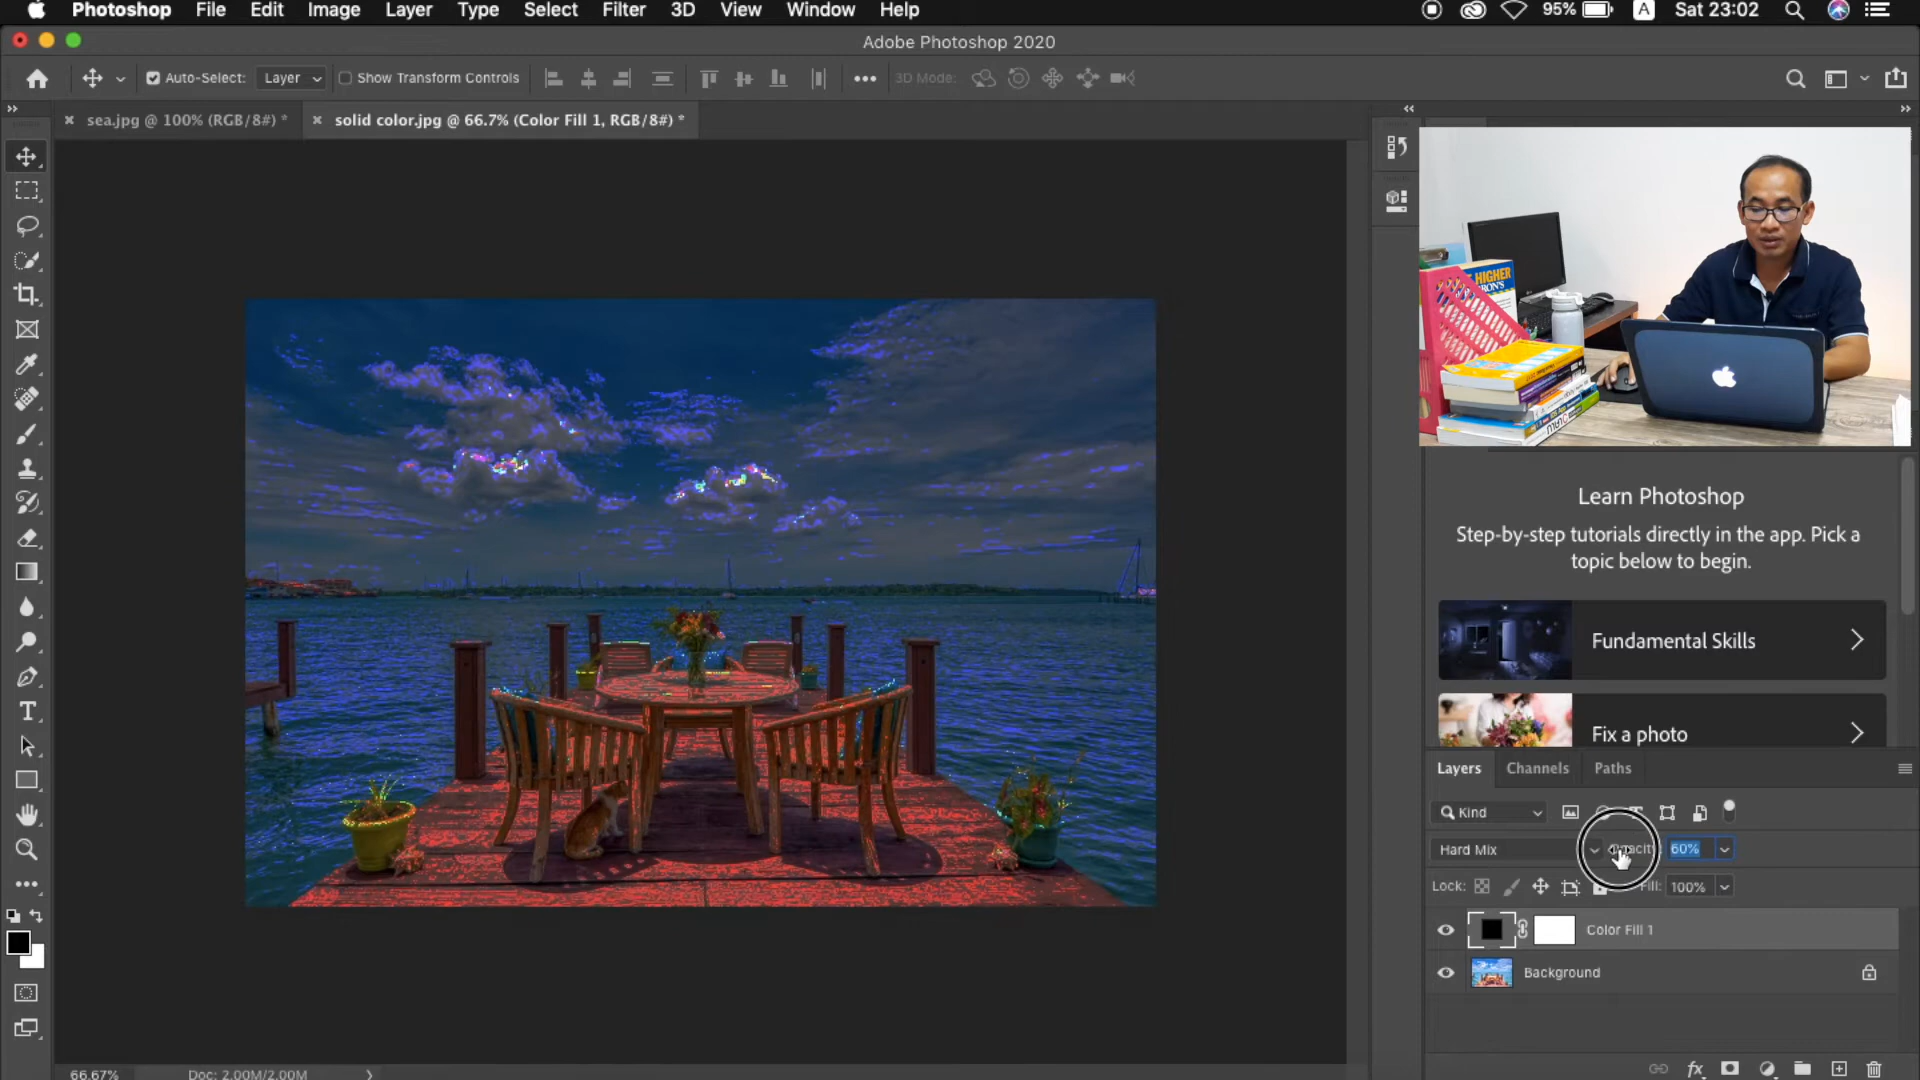 Photoshop File Edit Image Layer Type Select Filter 3D View Window Help 95% A Sat 23:02
Adobe Photoshop 2020
Auto-Select: Layer Show Transform Controls 3D Mode:
sea.jpg @ 100% (RGB/8#) * solid color.jpg @ 66.7% (Color Fill 1, RGB/8#) *
HIGHER
Learn Photoshop
Step-by-step tutorials directly in the app. Pick a
topic below to begin.
Fundamental Skills
Fix a photo
Layers Channels Paths
Kind
Hard Mix Opacity: 60%
Lock: Fill: 100%
Color Fill 1
Background
66.67% Doc: 2.00M/2.00M